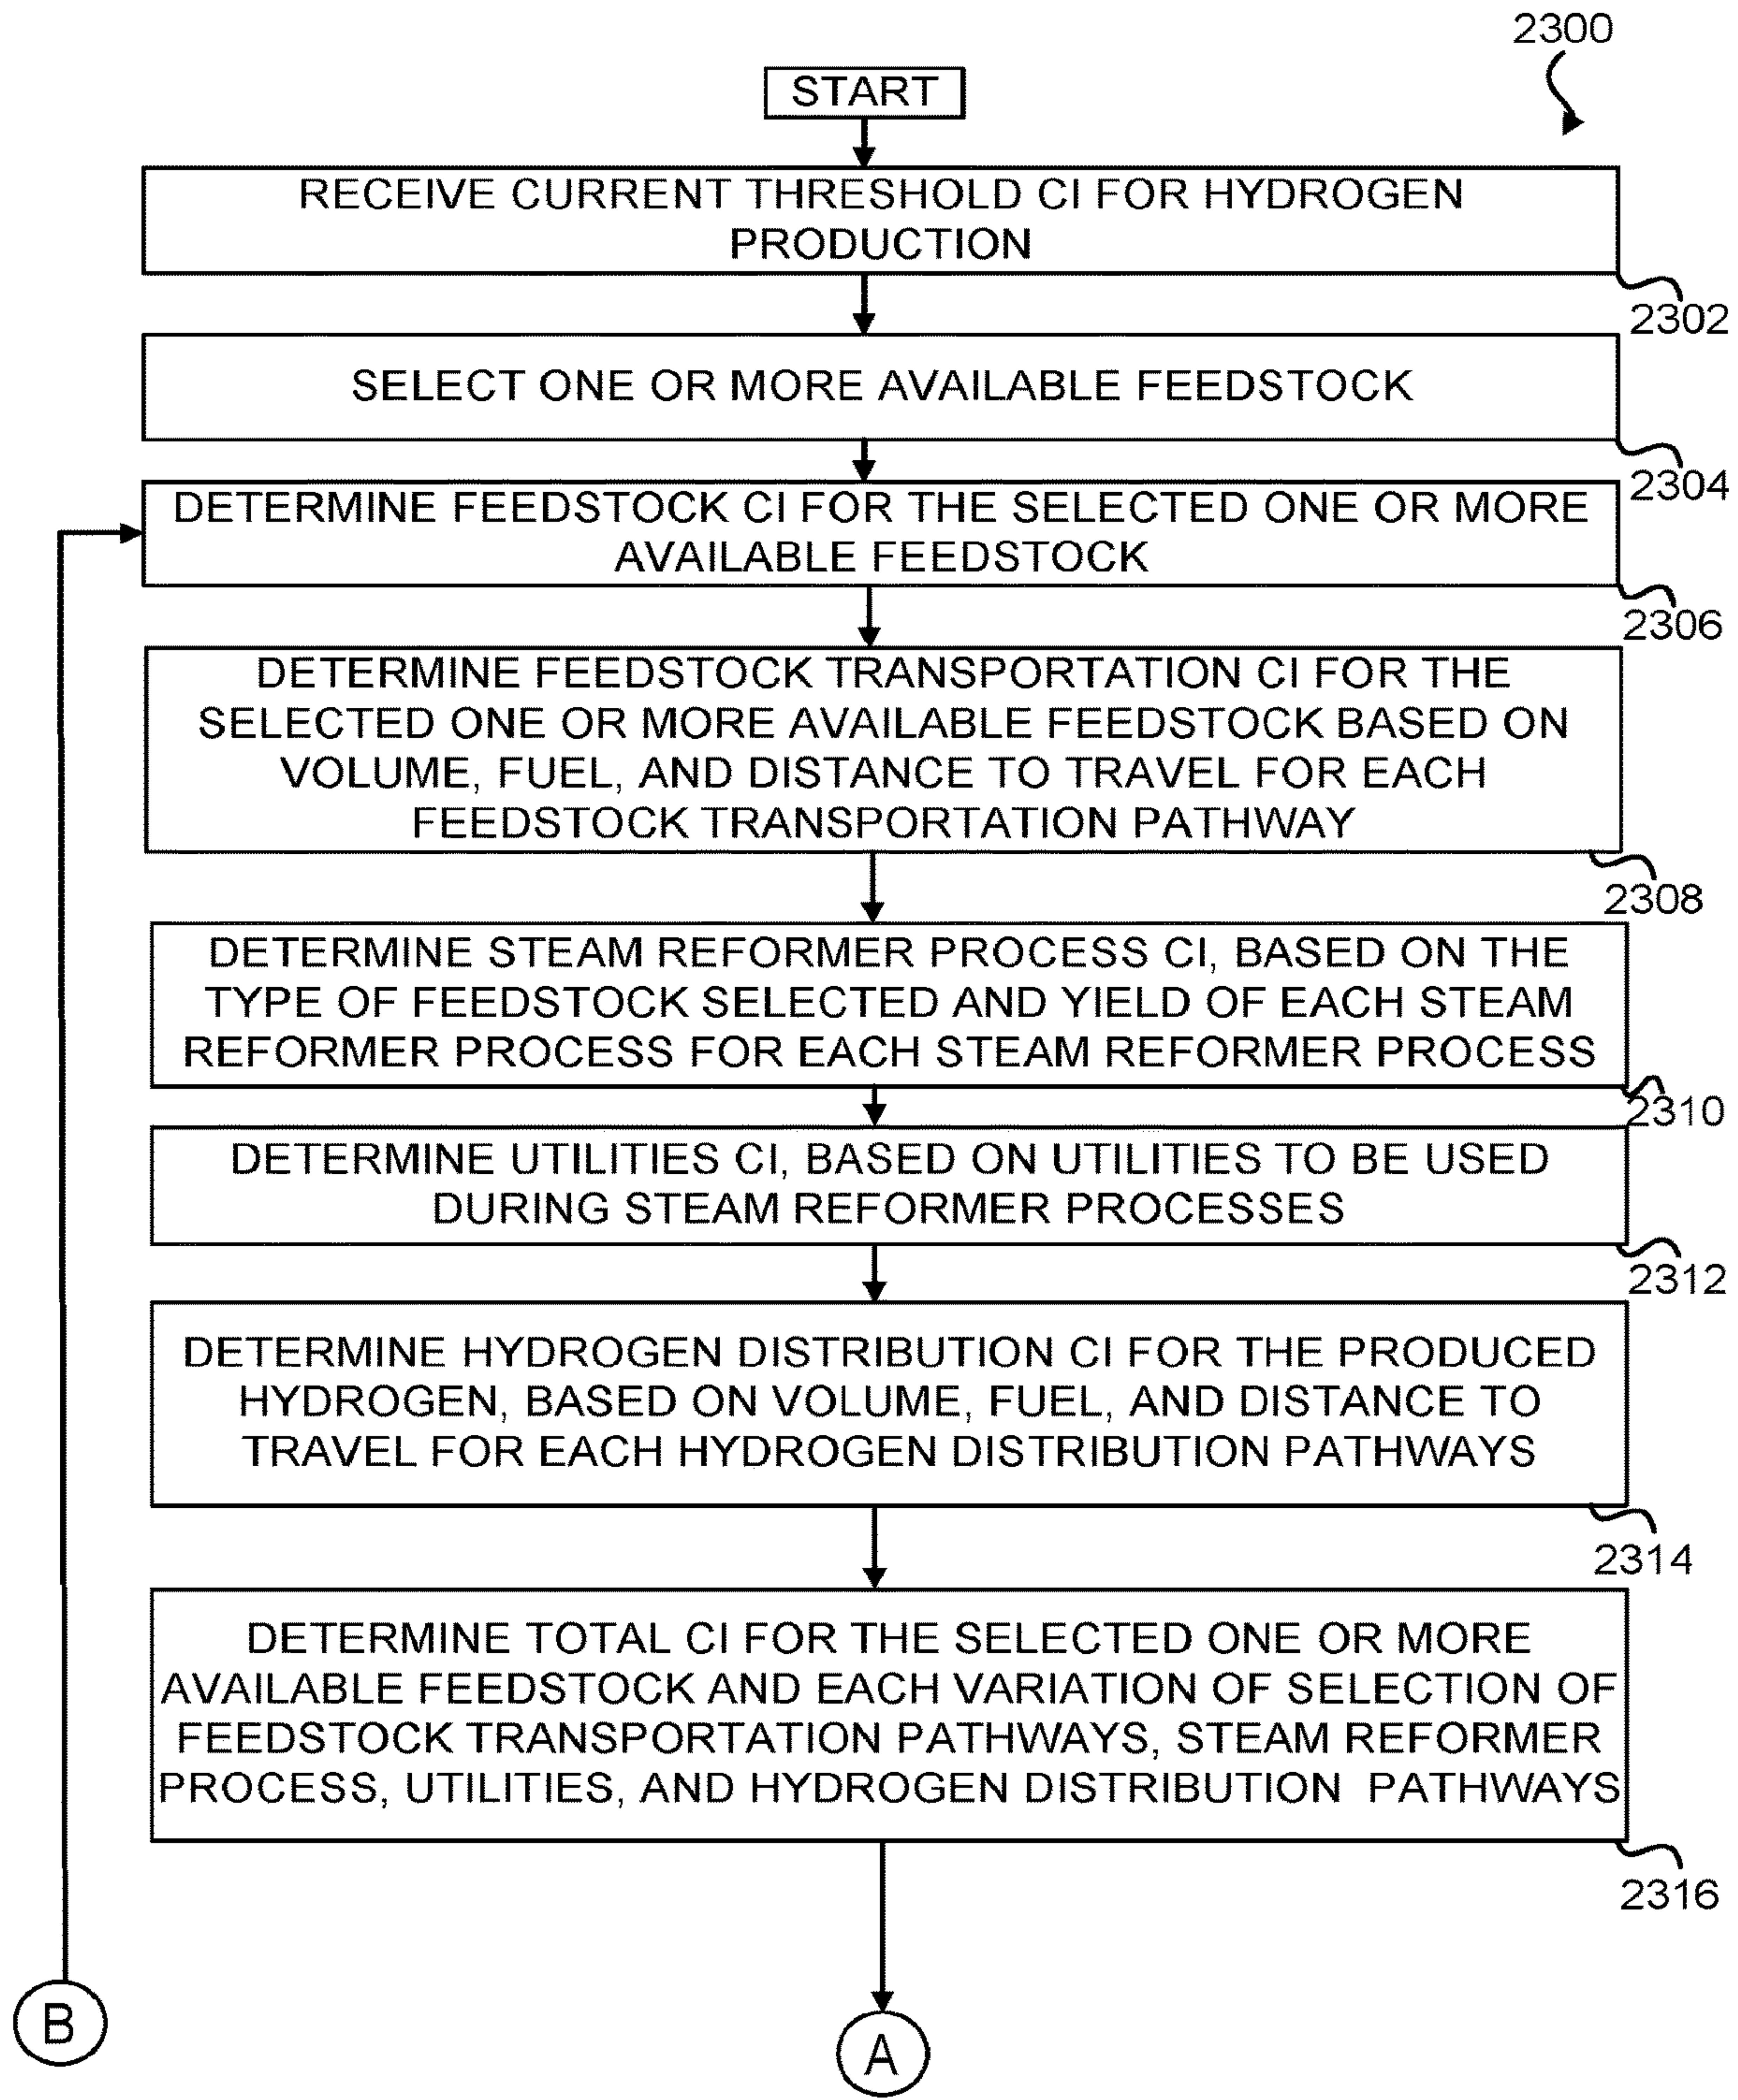 2300
START
RECEIVE CURRENT THRESHOLD CI FOR HYDROGEN
PRODUCTION
2302
SELECT ONE OR MORE AVAILABLE FEEDSTOCK
2304
DETERMINE FEEDSTOCK CI FOR THE SELECTED ONE OR MORE
AVAILABLE FEEDSTOCK
2306
DETERMINE FEEDSTOCK TRANSPORTATION CI FOR THE
SELECTED ONE OR MORE AVAILABLE FEEDSTOCK BASED ON
VOLUME, FUEL, AND DISTANCE TO TRAVEL FOR EACH
FEEDSTOCK TRANSPORTATION PATHWAY
2308
DETERMINE STEAM REFORMER PROCESS CI, BASED ON THE
TYPE OF FEEDSTOCK SELECTED AND YIELD OF EACH STEAM
REFORMER PROCESS FOR EACH STEAM REFORMER PROCESS
2310
DETERMINE UTILITIES CI, BASED ON UTILITIES TO BE USED
DURING STEAM REFORMER PROCESSES
2312
DETERMINE HYDROGEN DISTRIBUTION CI FOR THE PRODUCED
HYDROGEN, BASED ON VOLUME, FUEL, AND DISTANCE TO
TRAVEL FOR EACH HYDROGEN DISTRIBUTION PATHWAYS
2314
DETERMINE TOTAL CI FOR THE SELECTED ONE OR MORE
AVAILABLE FEEDSTOCK AND EACH VARIATION OF SELECTION OF
FEEDSTOCK TRANSPORTATION PATHWAYS, STEAM REFORMER
PROCESS, UTILITIES, AND HYDROGEN DISTRIBUTION PATHWAYS
2316
B
A